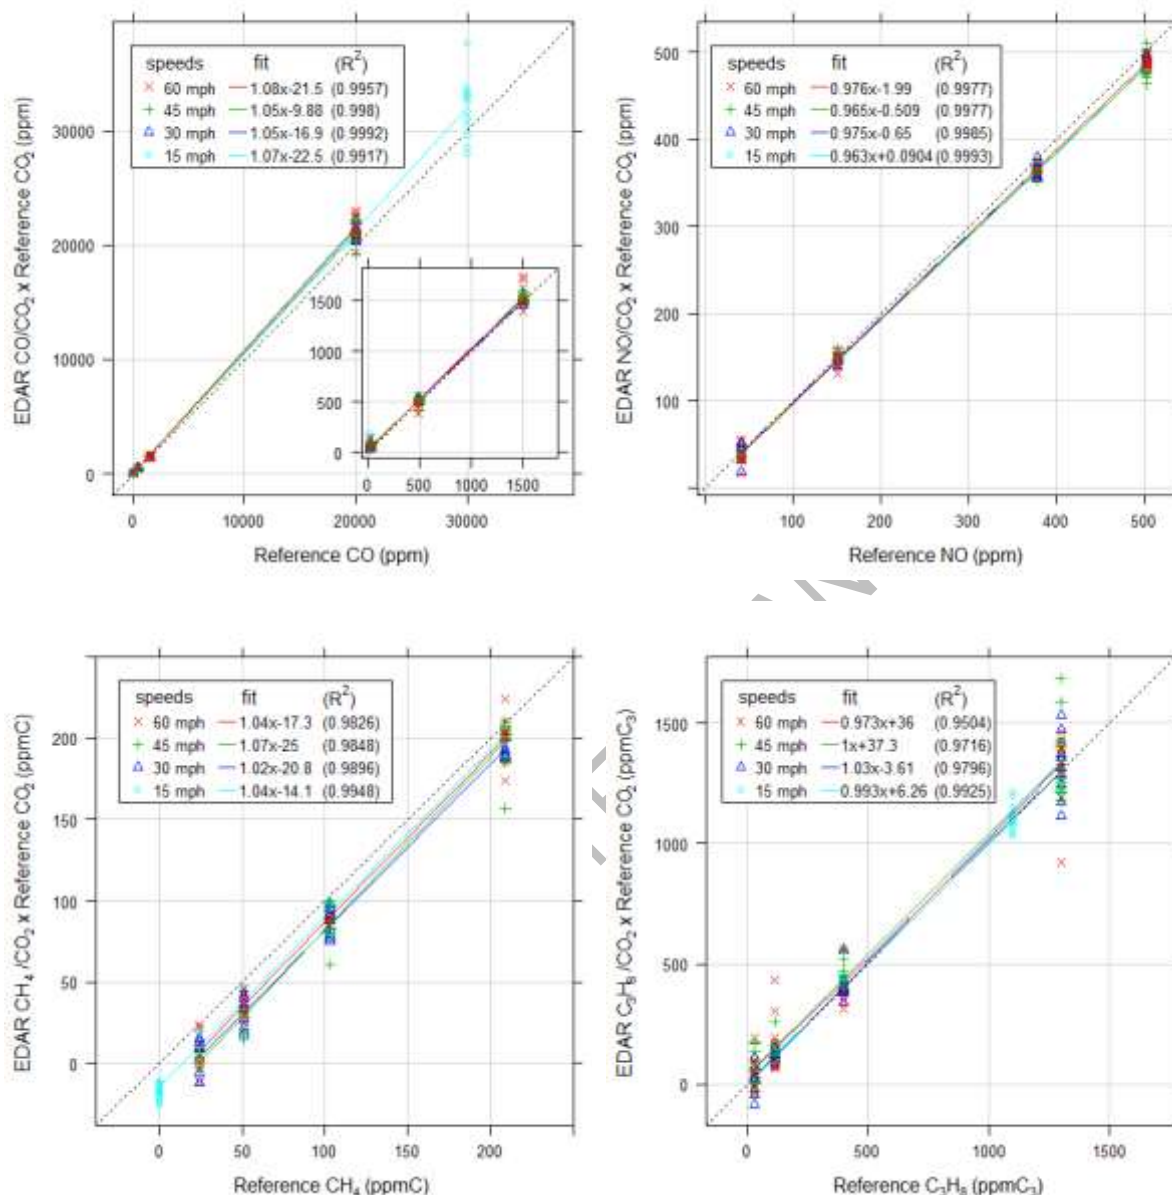 speeds fit (R²)
60 mph 1.08x-21.5 (0.9957)
45 mph 1.05x-9.88 (0.998)
30 mph 1.05x-16.9 (0.9992)
15 mph 1.07x-22.5 (0.9917)
EDAR CO/CO₂ x Reference CO₂ (ppm)
30000
20000
10000
0
1500
1000
500
0
0 500 1000 1500
0 10000 20000 30000
Reference CO (ppm)
speeds fit (R²)
60 mph 0.976x-1.99 (0.9977)
45 mph 0.965x-0.509 (0.9977)
30 mph 0.975x-0.65 (0.9985)
15 mph 0.963x+0.0904 (0.9993)
EDAR NO/CO₂ x Reference CO₂ (ppm)
500
400
300
200
100
100 200 300 400 500
Reference NO (ppm)
speeds fit (R²)
60 mph 1.04x-17.3 (0.9826)
45 mph 1.07x-25 (0.9848)
30 mph 1.02x-20.8 (0.9896)
15 mph 1.04x-14.1 (0.9948)
EDAR CH₄ /CO₂ x Reference CO₂ (ppmC)
200
150
100
50
0
0 50 100 150 200
Reference CH₄ (ppmC)
speeds fit (R²)
60 mph 0.973x+36 (0.9504)
45 mph 1x+37.3 (0.9716)
30 mph 1.03x-3.61 (0.9796)
15 mph 0.993x+6.26 (0.9925)
EDAR C₃H₈ /CO₂ x Reference CO₂ (ppmC₃)
1500
1000
500
0
0 500 1000 1500
Reference C₃H₈ (ppmC₃)